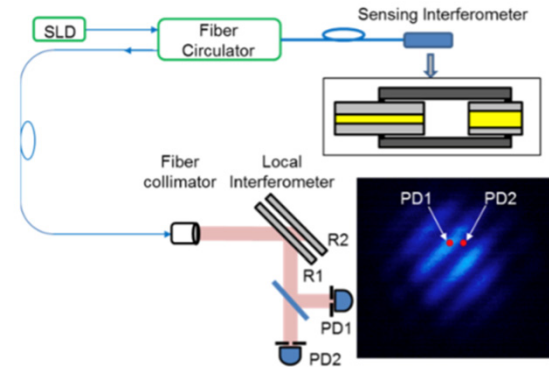 Sensing Interferometer
SLD
Fiber
Circulator
Fiber
collimator
Local
Interferometer
PD1
PD2
R2
R1
PD1
PD2